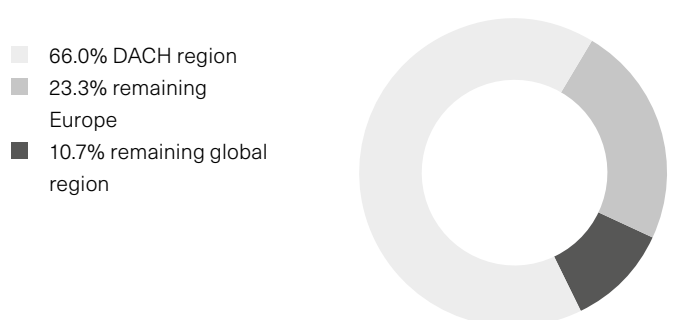 66.0% DACH region
23.3% remaining
Europe
10.7% remaining global
region